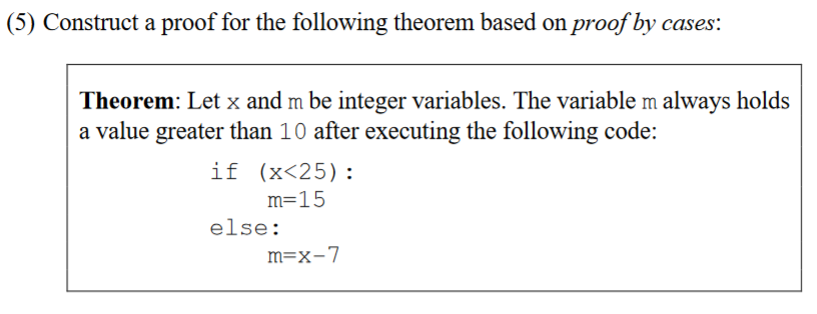 (5) Construct a proof for the following theorem based on proof by cases:
Theorem: Let x and m be integer variables. The variable m always holds
a value greater than 10 after executing the following code:
if (x<25):
m=15
else:
m=x-7